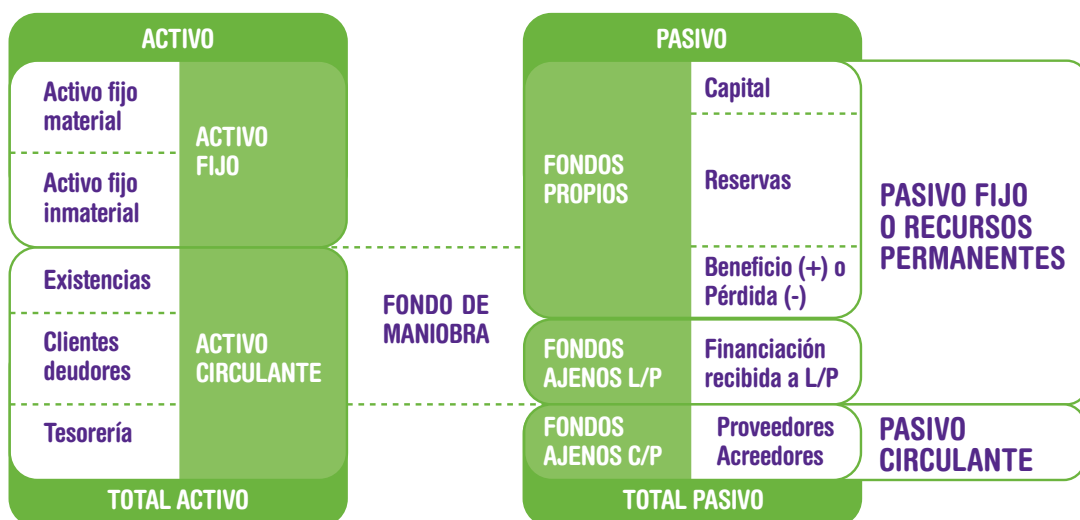 ACTIVO
Activo fijo
material
Activo fijo
inmaterial
ACTIVO
FIJO
Existencias
Clientes
deudores
Tesorería
ACTIVO
CIRCULANTE
TOTAL ACTIVO
FONDO DE
MANIOBRA
PASIVO
FONDOS
PROPIOS
Capital
Reservas
Beneficio (+) o
Pérdida (-)
FONDOS
AJENOS L/P
Financiación
recibida a L/P
FONDOS
AJENOS C/P
Proveedores
Acreedores
TOTAL PASIVO
PASIVO FIJO
O RECURSOS
PERMANENTES
PASIVO
CIRCULANTE